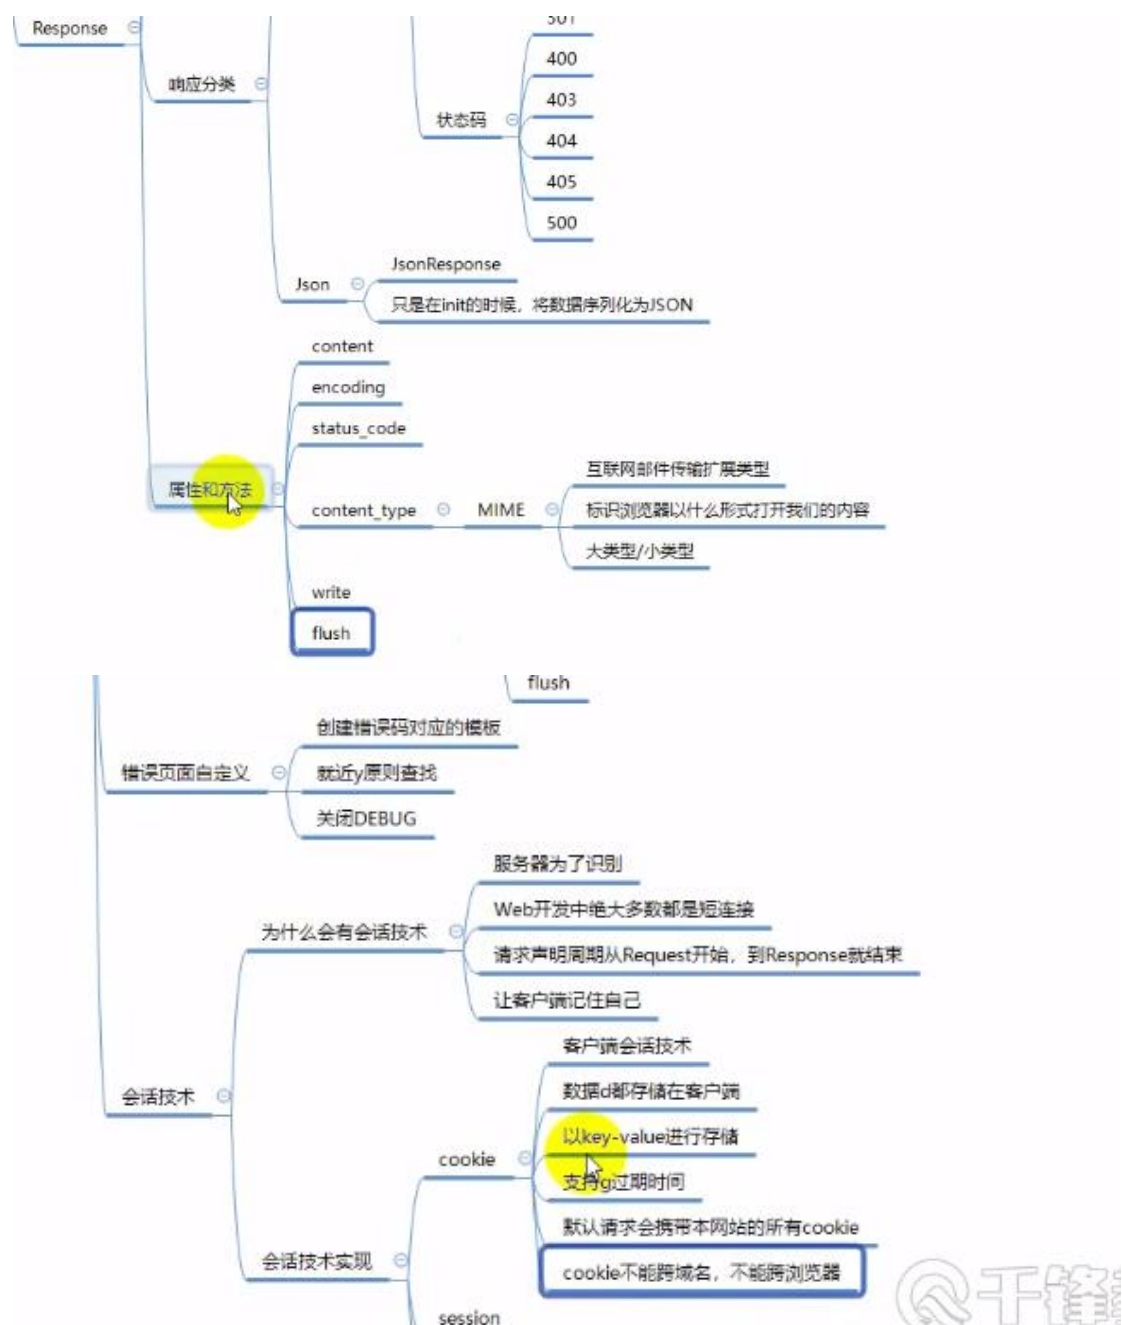 301
Response
400
响应分类
403
状态码
404
405
500
JsonResponse
Json
只是在init的时候，将数据序列化为JSON
content
encoding
status_code
互联网邮件传输扩展类型
属性和方法
content_type
MIME
标识浏览器以什么形式打开我们的内容
大类型/小类型
write
flush
flush
创建错误码对应的模板
错误页面自定义
就近y原则查找
关闭DEBUG
服务器为了识别
Web开发中绝大多数都是短连接
为什么会有会话技术
请求声明周期从Request开始，到Response就结束
让客户端记住自己
客户端会话技术
会话技术
数据d都存储在客户端
以key-value进行存储
cookie
支持g过期时间
默认请求会携带本网站的所有cookie
会话技术实现
cookie不能跨域名，不能跨浏览器
千锋教
session